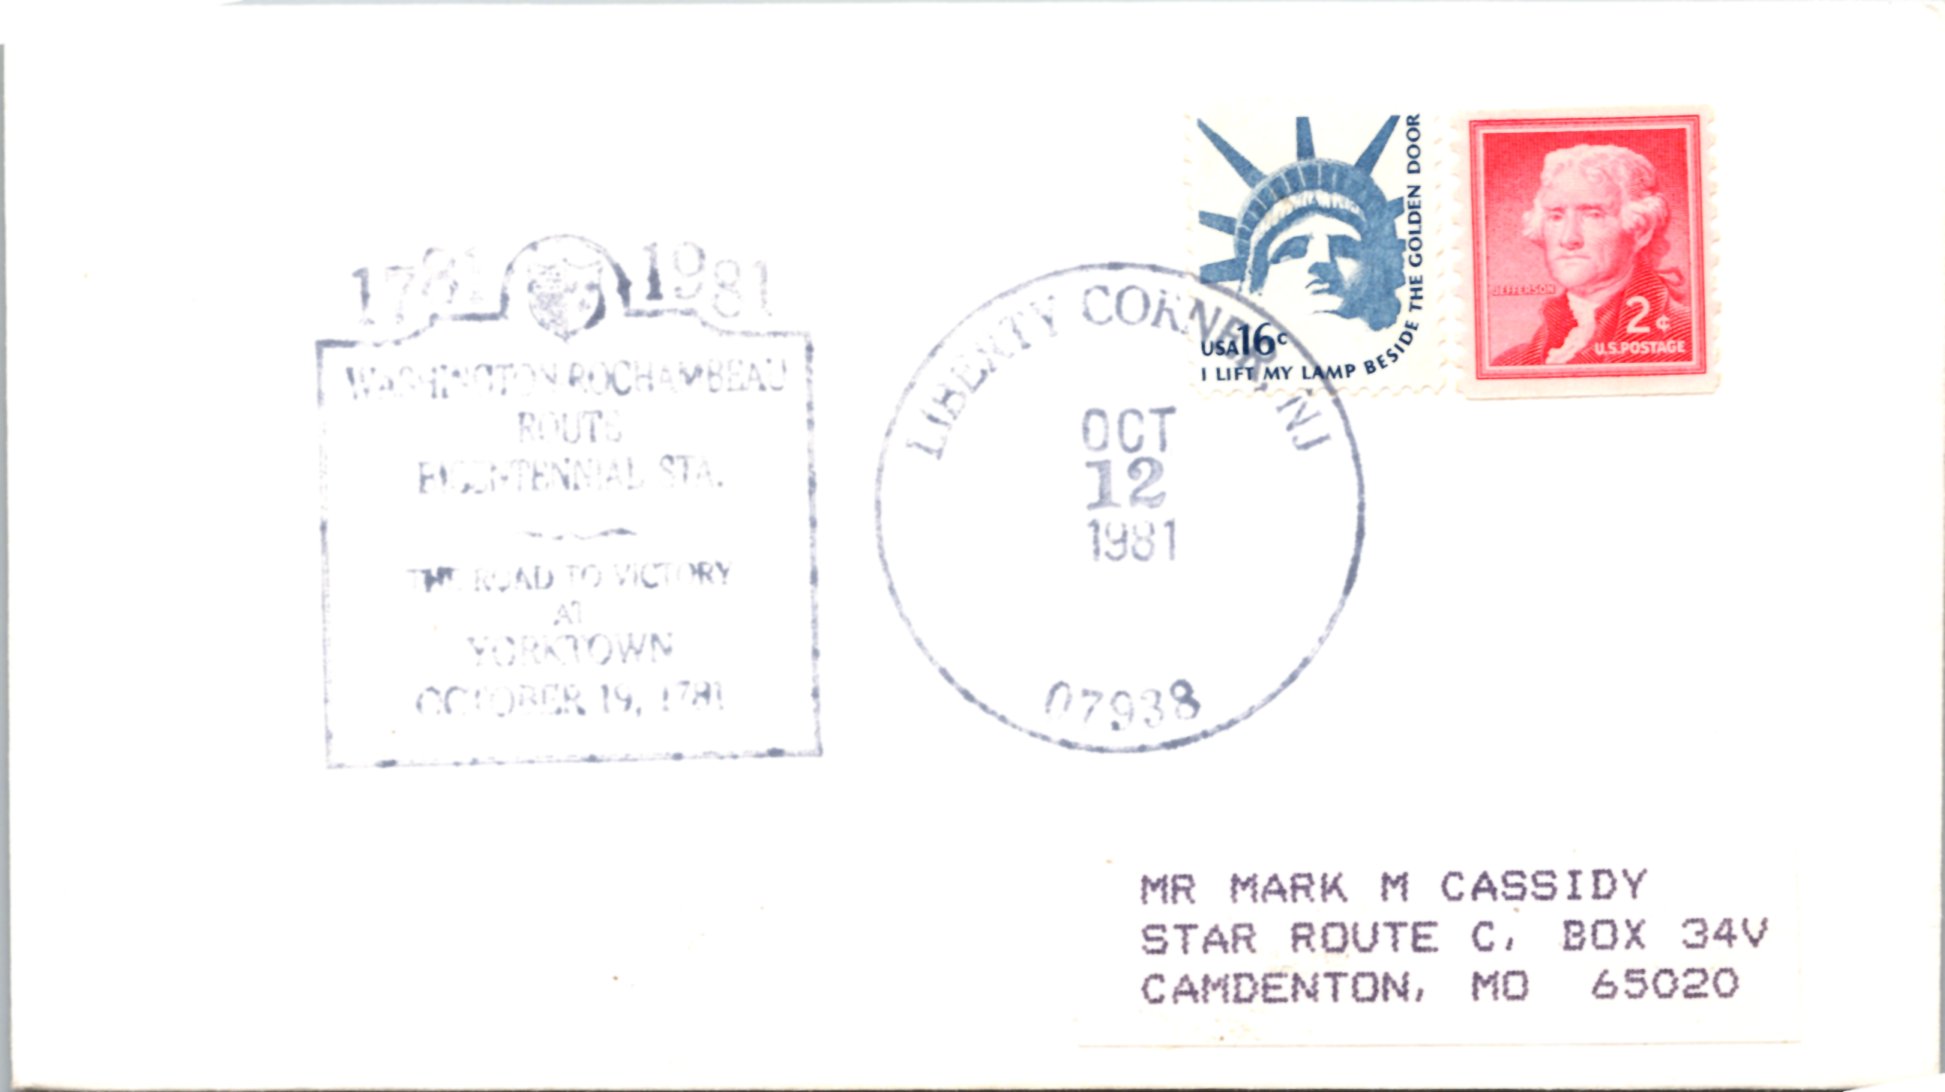 1781 1981
WASHINGTON ROCHAMBEAU
ROUTE
BICENTENNIAL STA.
THE ROAD TO VICTORY
AT
YORKTOWN
OCTOBER 19, 1781
LIBERTY CORNER, NJ
OCT
12
1981
07938
USA 16c
I LIFT MY LAMP BESIDE THE GOLDEN DOOR
JEFFERSON
2¢
U.S. POSTAGE
MR MARK M CASSIDY
STAR ROUTE C, BOX 34V
CAMDENTON, MO 65020